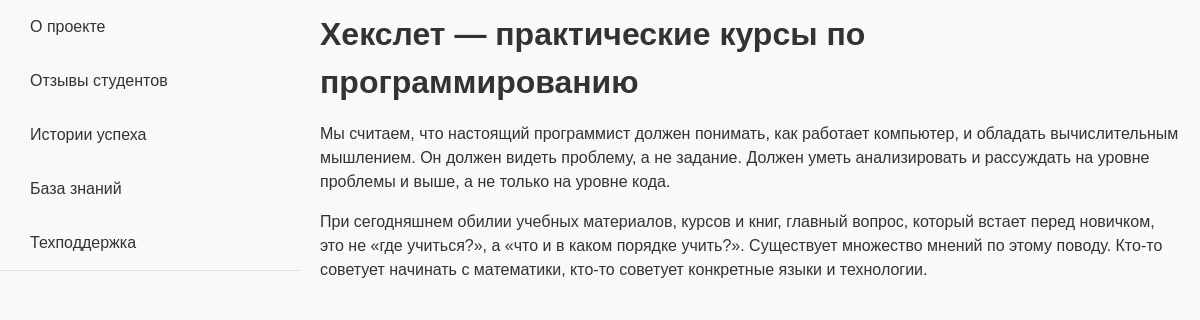 О проекте
Отзывы студентов
Истории успеха
База знаний
Техподдержка
Хекслет — практические курсы по
программированию
Мы считаем, что настоящий программист должен понимать, как работает компьютер, и обладать вычислительным
мышлением. Он должен видеть проблему, а не задание. Должен уметь анализировать и рассуждать на уровне
проблемы и выше, а не только на уровне кода.
При сегодняшнем обилии учебных материалов, курсов и книг, главный вопрос, который встает перед новичком,
это не «где учиться?», а «что и в каком порядке учить?». Существует множество мнений по этому поводу. Кто-то
советует начинать с математики, кто-то советует конкретные языки и технологии.